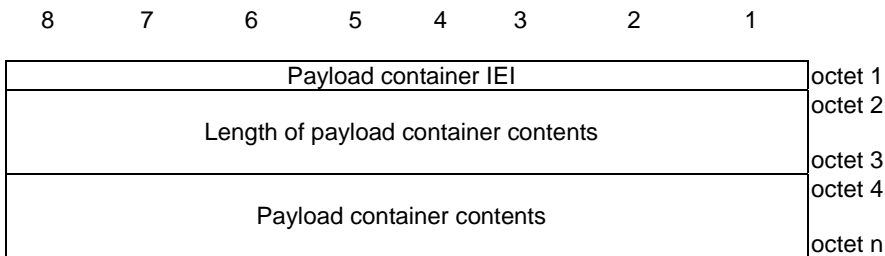 8 7 6 5 4 3 2 1
Payload container IEI octet 1
octet 2
Length of payload container contents
octet 3
octet 4
Payload container contents
octet n